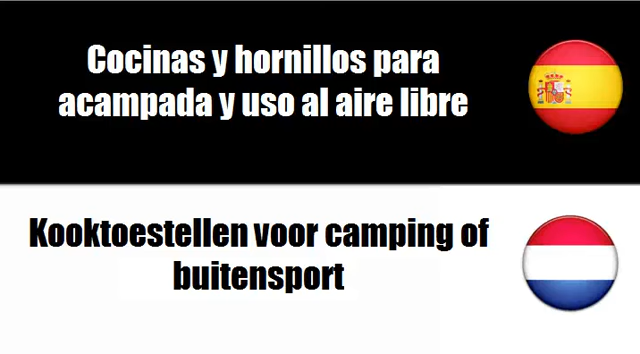 Cocinas y hornillos para
acampada y uso al aire libre
Kooktoestellen voor camping of
buitensport